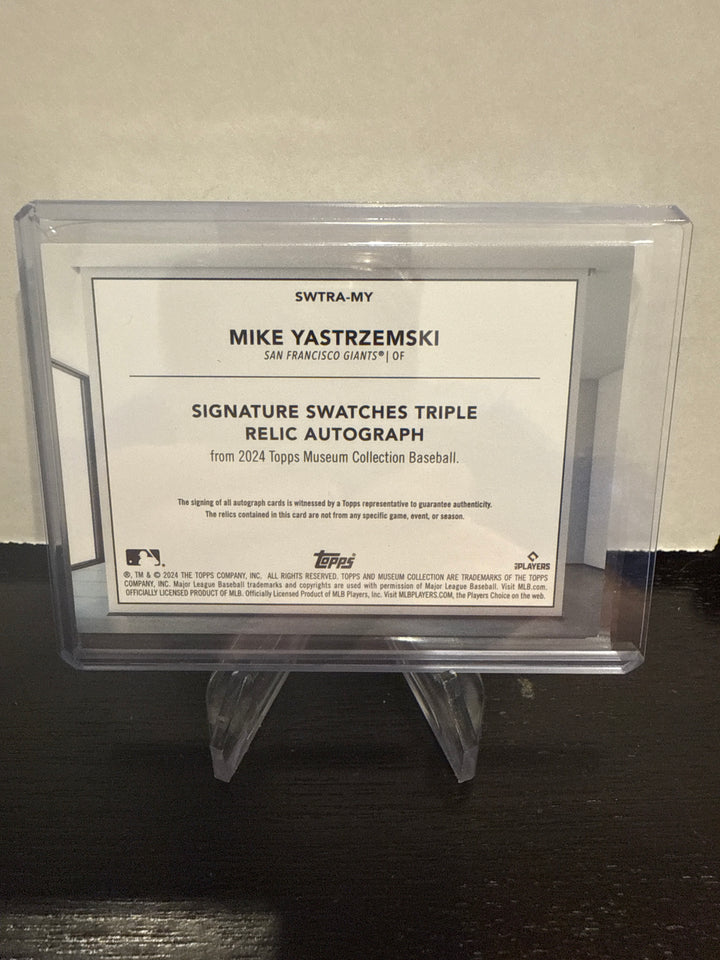 SWTRA-MY
MIKE YASTRZEMSKI
SAN FRANCISCO GIANTS® | OF
SIGNATURE SWATCHES TRIPLE
RELIC AUTOGRAPH
from 2024 Topps Museum Collection Baseball.
The signing of all autograph cards is witnessed by a Topps representative to guarantee authenticity.
The relics contained in this card are not from any specific game, event, or season.
Topps® PLAYERS
®, TM & © 2024 THE TOPPS COMPANY, INC. ALL RIGHTS RESERVED. TOPPS AND MUSEUM COLLECTION ARE TRADEMARKS OF THE TOPPS
COMPANY, INC. Major League Baseball trademarks and copyrights are used with permission of Major League Baseball. Visit MLB.com.
OFFICIALLY LICENSED PRODUCT OF MLB. Officially Licensed Product of MLB Players, Inc. Visit MLBPLAYERS.COM, the Players Choice on the web.